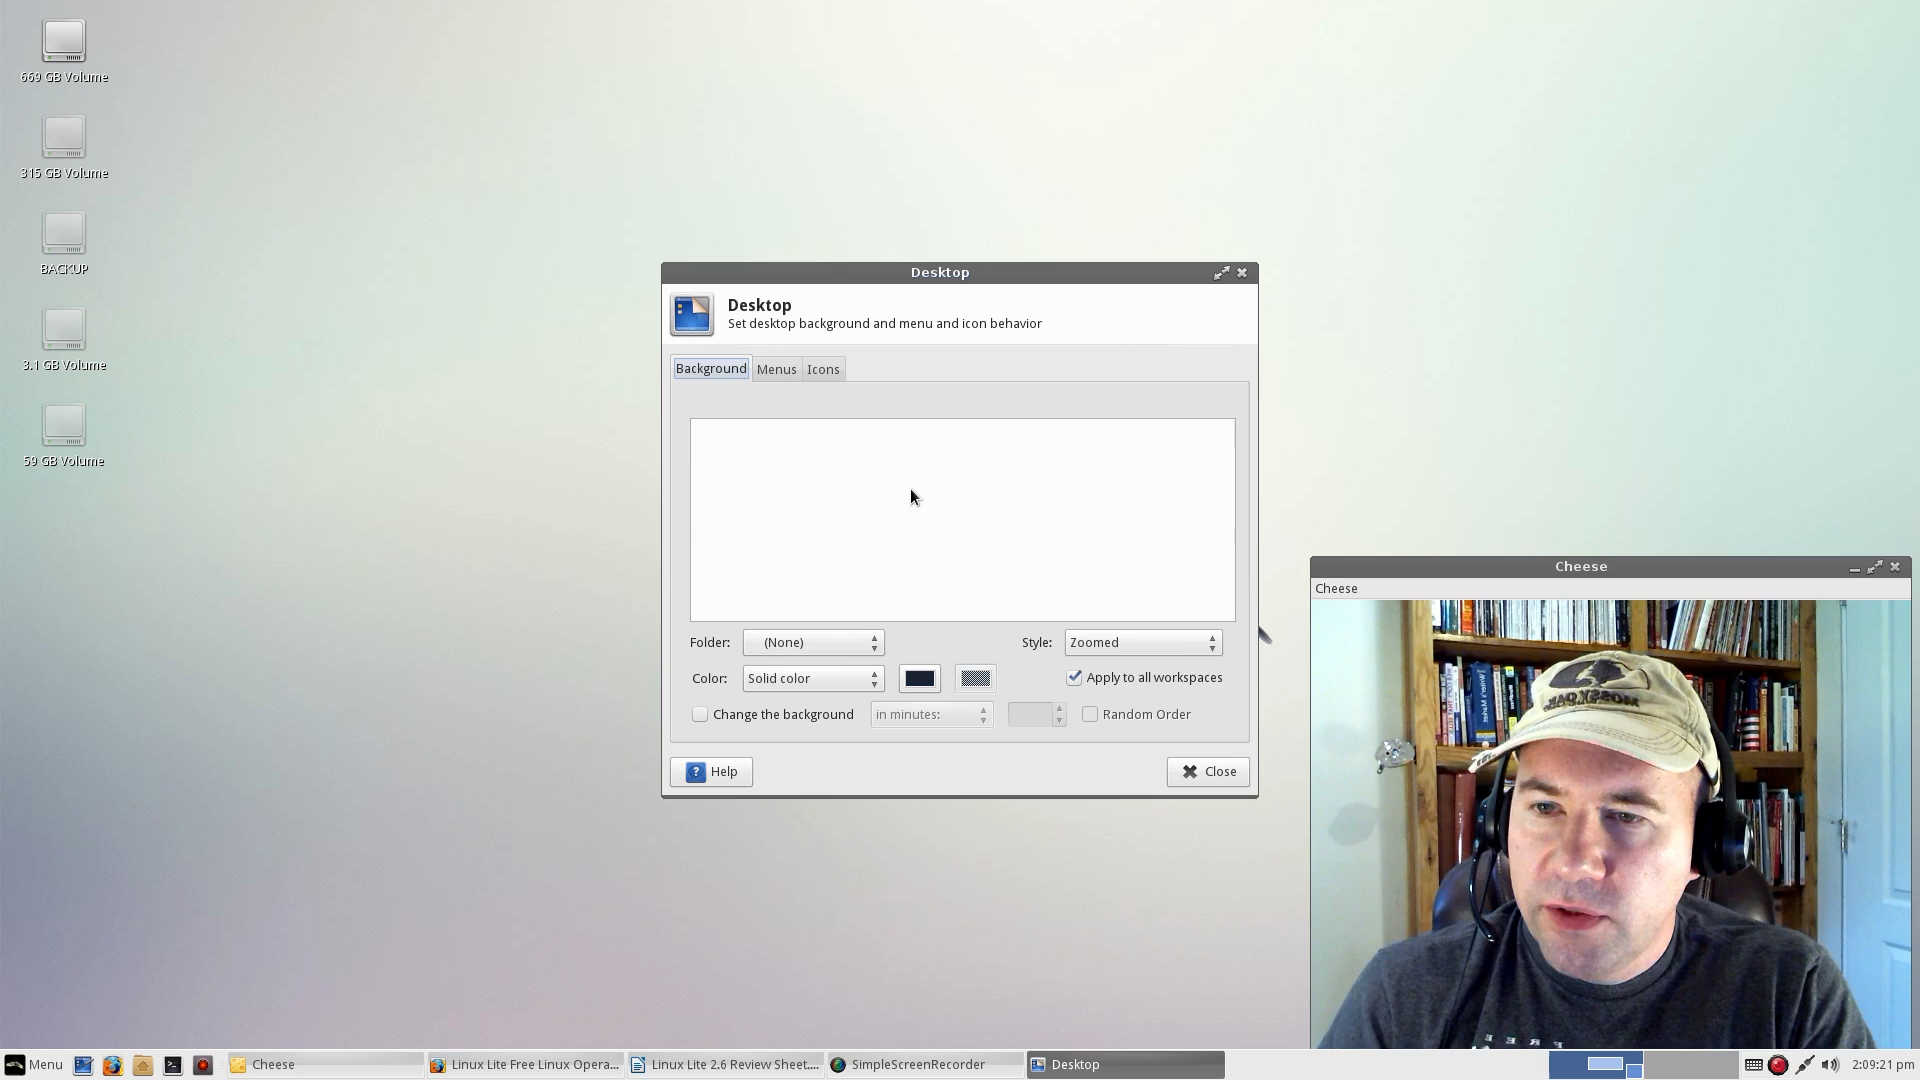 669 GB Volume
315 GB Volume
BACKUP
3.1 GB Volume
59 GB Volume
Desktop
Desktop
Set desktop background and menu and icon behavior
Background
Menus
Icons
Folder:
(None)
Style:
Zoomed
Color:
Solid color
Apply to all workspaces
Change the background
in minutes:
Random Order
Help
Close
Cheese
Cheese
MOSSY OAK
Menu
Cheese
Linux Lite Free Linux Opera...
Linux Lite 2.6 Review Sheet....
SimpleScreenRecorder
Desktop
2:09:21 pm